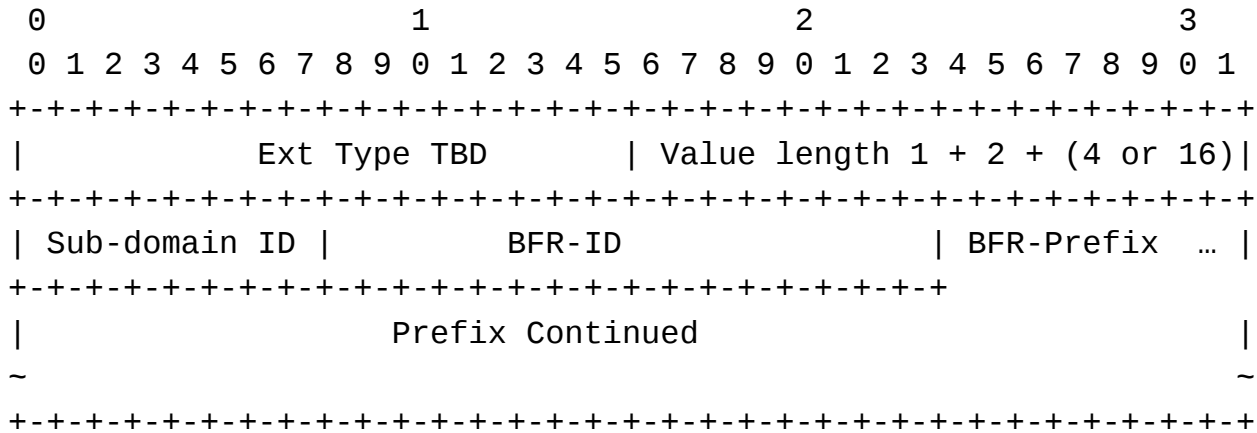 0                   1                   2                   3
 0 1 2 3 4 5 6 7 8 9 0 1 2 3 4 5 6 7 8 9 0 1 2 3 4 5 6 7 8 9 0 1
+-+-+-+-+-+-+-+-+-+-+-+-+-+-+-+-+-+-+-+-+-+-+-+-+-+-+-+-+-+-+-+-+
|            Ext Type TBD       | Value length 1 + 2 + (4 or 16)|
+-+-+-+-+-+-+-+-+-+-+-+-+-+-+-+-+-+-+-+-+-+-+-+-+-+-+-+-+-+-+-+-+
| Sub-domain ID |         BFR-ID                | BFR-Prefix  … |
+-+-+-+-+-+-+-+-+-+-+-+-+-+-+-+-+-+-+-+-+-+-+-+-+
|                   Prefix Continued                            |
~                                                               ~
+-+-+-+-+-+-+-+-+-+-+-+-+-+-+-+-+-+-+-+-+-+-+-+-+-+-+-+-+-+-+-+-+